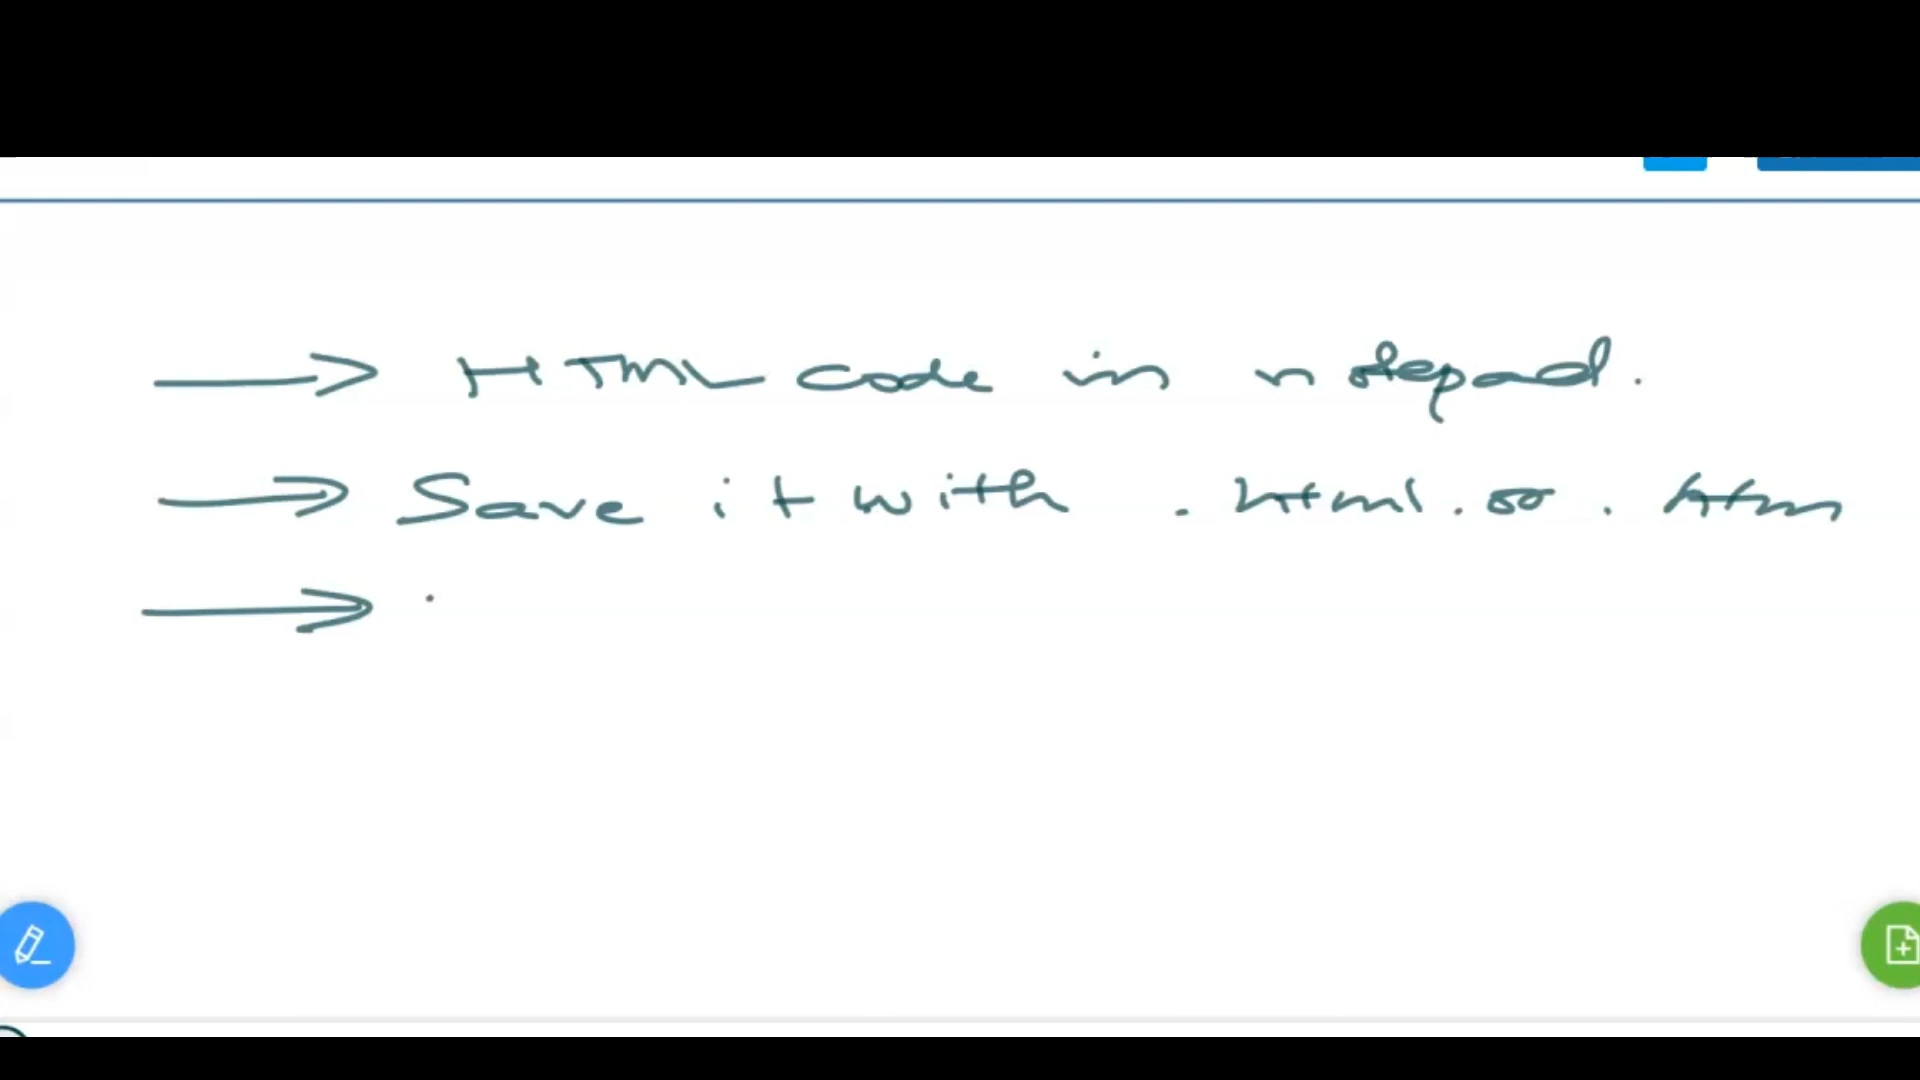 → HTML code in notepad.
→ Save it with .html. or .htm
→ .